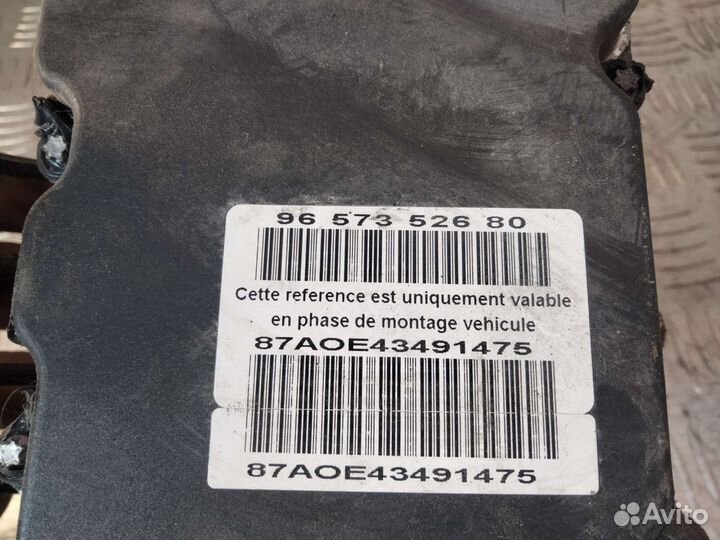 96 573 526 80
Cette reference est uniquement valable
en phase de montage vehicule
87AOE43491475
87AOE43491475
Avito